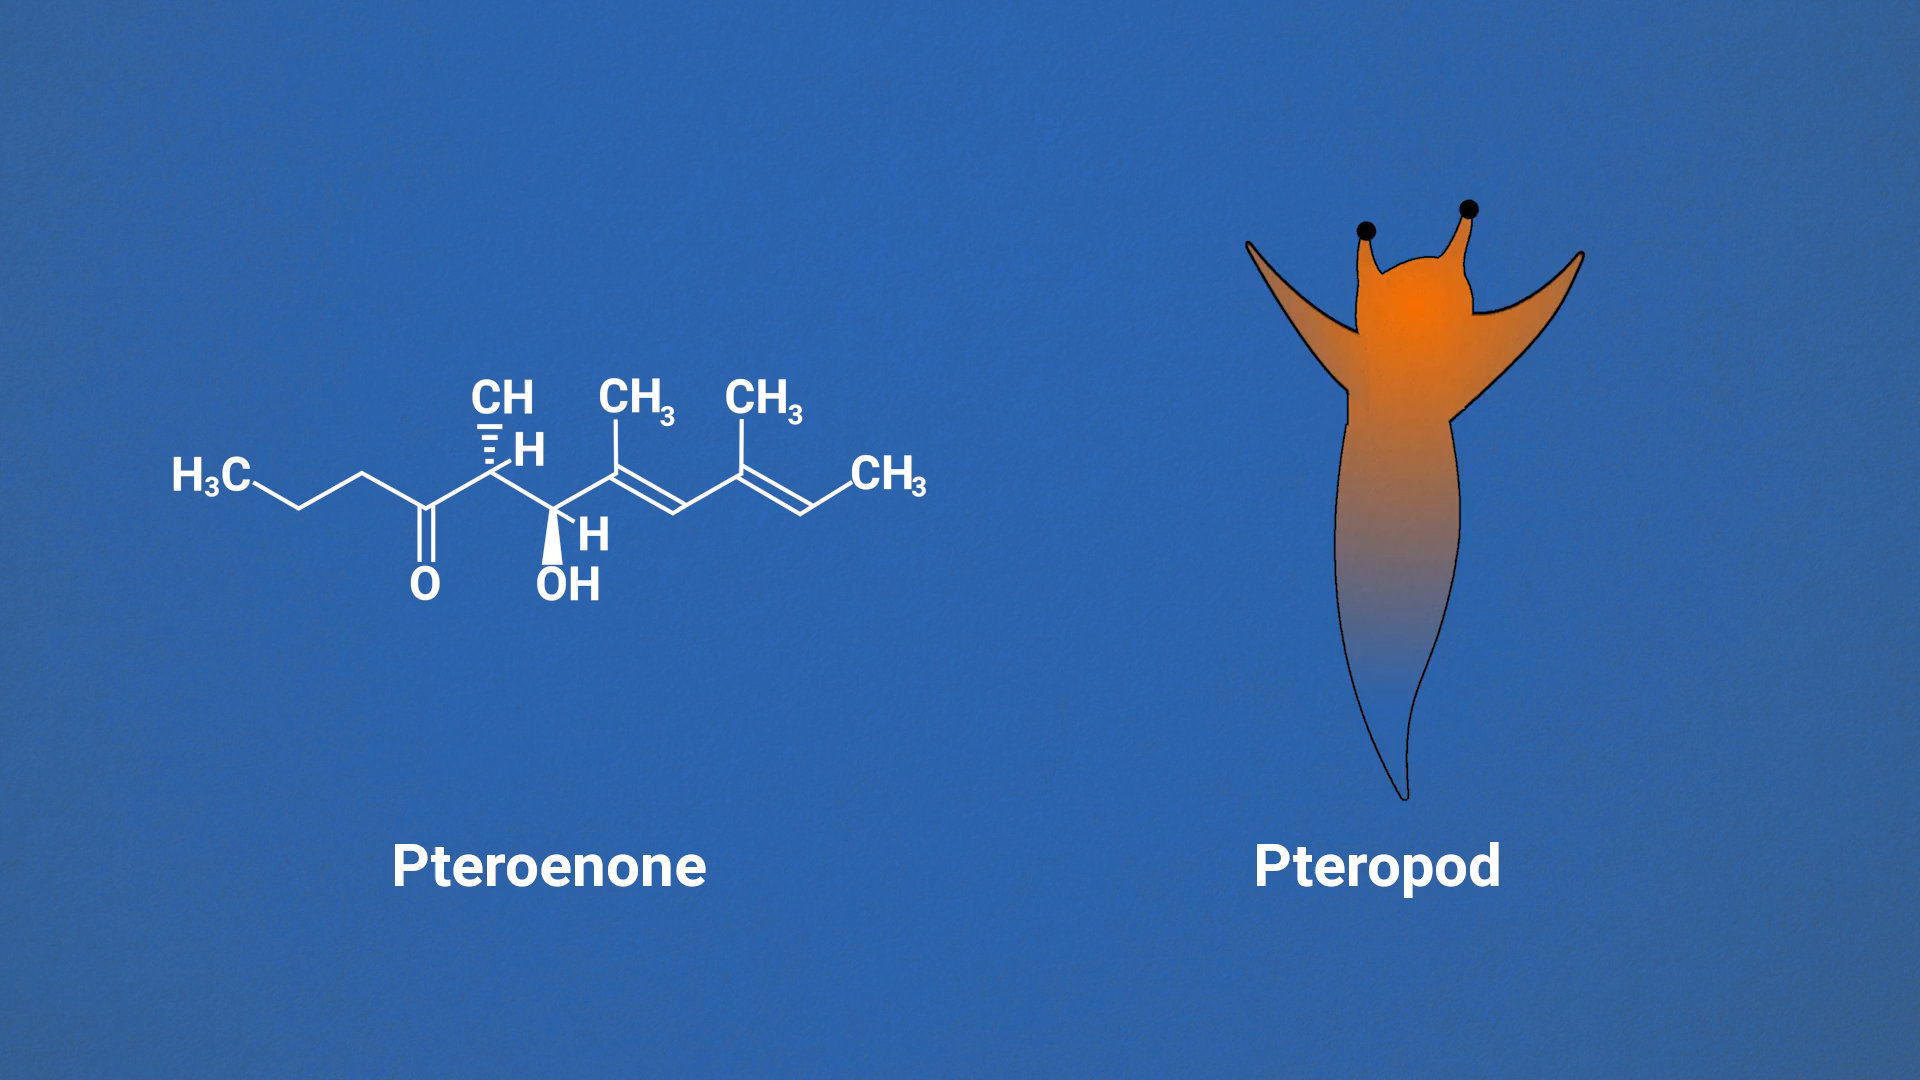 CH
CH₃
CH₃
H
H₃C
CH₃
H
O
OH
Pteroenone
Pteropod